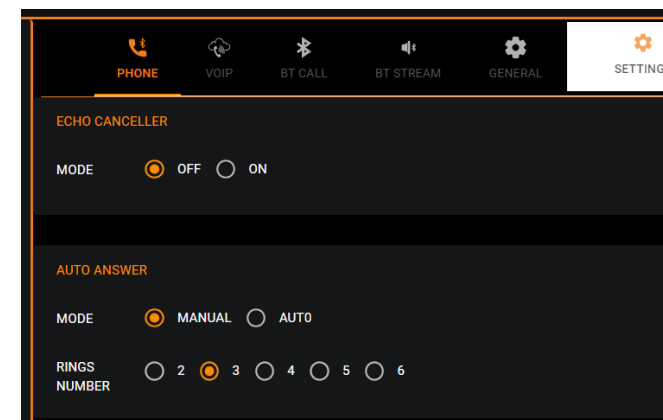 PHONE VOIP BT CALL BT STREAM GENERAL SETTING
ECHO CANCELLER
MODE OFF ON
AUTO ANSWER
MODE MANUAL AUTO
RINGS NUMBER 2 3 4 5 6